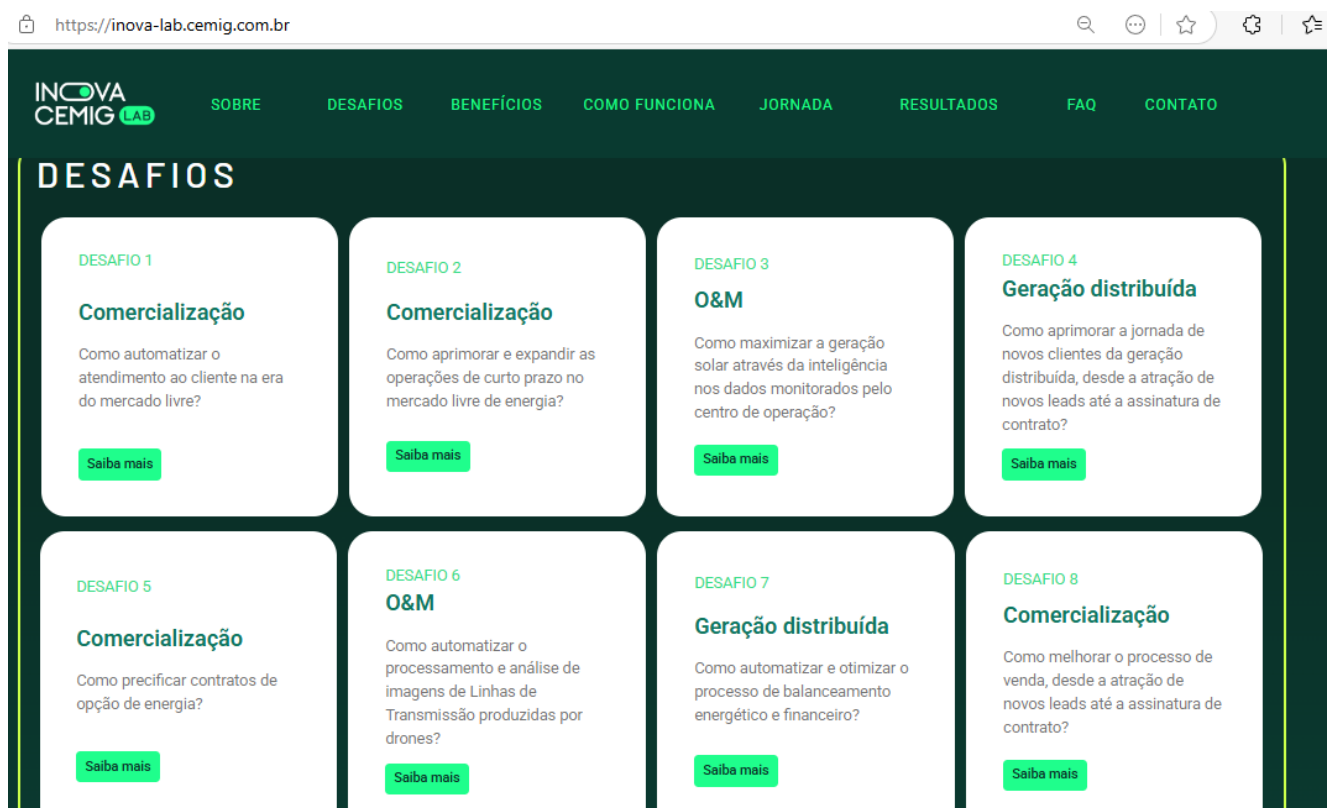 https://inova-lab.cemig.com.br
INOVA
CEMIG LAB
SOBRE
DESAFIOS
BENEFÍCIOS
COMO FUNCIONA
JORNADA
RESULTADOS
FAQ
CONTATO
DESAFIOS
DESAFIO 1
Comercialização
Como automatizar o
atendimento ao cliente na era
do mercado livre?
Saiba mais
DESAFIO 2
Comercialização
Como aprimorar e expandir as
operações de curto prazo no
mercado livre de energia?
Saiba mais
DESAFIO 3
O&M
Como maximizar a geração
solar através da inteligência
nos dados monitorados pelo
centro de operação?
Saiba mais
DESAFIO 4
Geração distribuída
Como aprimorar a jornada de
novos clientes da geração
distribuída, desde a atração de
novos leads até a assinatura de
contrato?
Saiba mais
DESAFIO 5
Comercialização
Como precificar contratos de
opção de energia?
Saiba mais
DESAFIO 6
O&M
Como automatizar o
processamento e análise de
imagens de Linhas de
Transmissão produzidas por
drones?
Saiba mais
DESAFIO 7
Geração distribuída
Como automatizar e otimizar o
processo de balanceamento
energético e financeiro?
Saiba mais
DESAFIO 8
Comercialização
Como melhorar o processo de
venda, desde a atração de
novos leads até a assinatura de
contrato?
Saiba mais